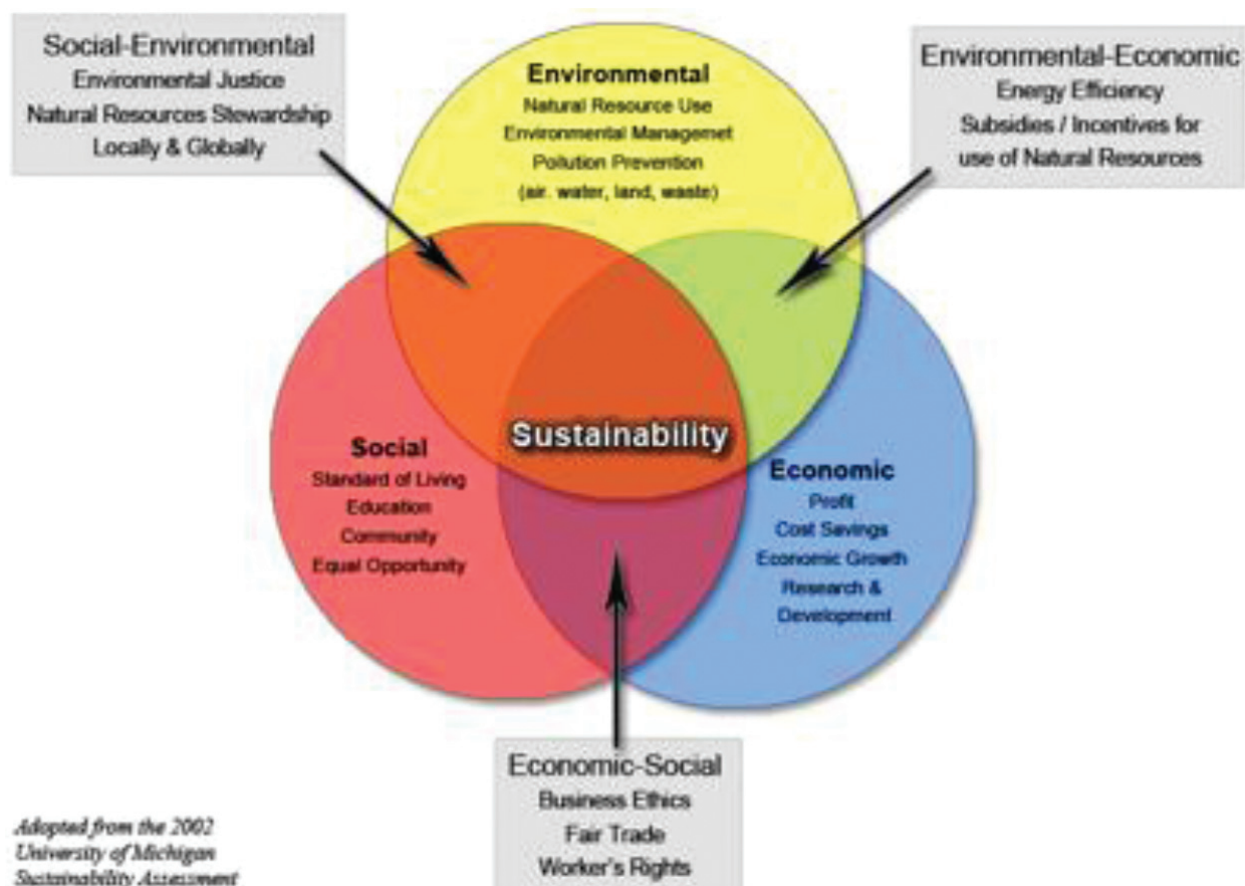 Social-Environmental
Environmental Justice
Natural Resources Stewardship
Locally & Globally
Environmental
Natural Resource Use
Environmental Managemet
Pollution Prevention
(air. water, land, waste)
Environmental-Economic
Energy Efficiency
Subsidies / Incentives for
use of Natural Resources
Sustainability
Social
Standard of Living
Education
Community
Equal Opportunity
Economic
Profit
Cost Savings
Economic Growth
Research &
Development
Economic-Social
Business Ethics
Fair Trade
Worker's Rights
Adopted from the 2002
University of Michigan
Sustainability Assessment